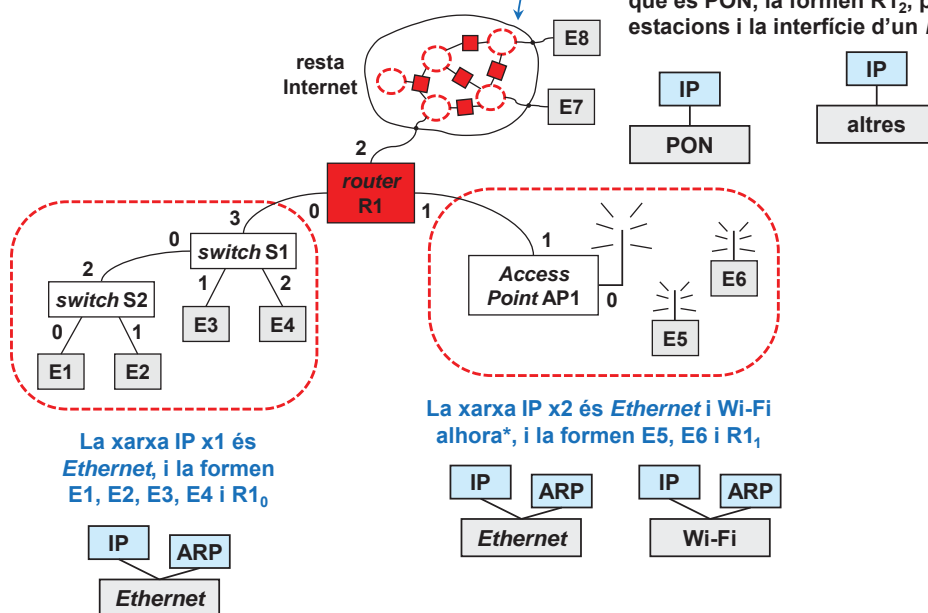 que és PON, la formen R1₂, p
estacions i la interfície d'un
E8
resta
Internet
IP
IP
E7
PON
altres
2
router
R1
0
1
3
0
switch S1
1
2
2
switch S2
0
1
E3
E4
E1
E2
1
Access
Point AP1
0
E6
E5
La xarxa IP x1 és
Ethernet, i la formen
E1, E2, E3, E4 i R1₀
La xarxa IP x2 és Ethernet i Wi-Fi
alhora*, i la formen E5, E6 i R1₁
IP
ARP
Ethernet
IP
ARP
Wi-Fi
IP
ARP
Ethernet